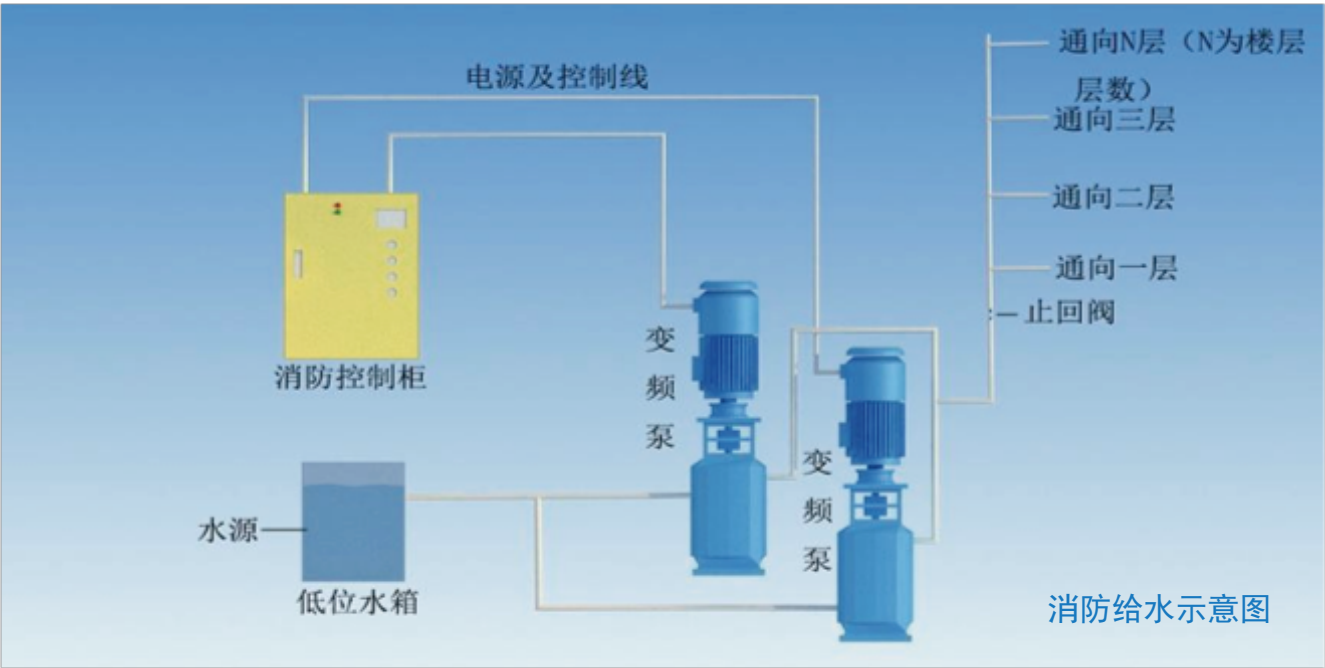 电源及控制线
通向N层（N为楼层
层数）
通向三层
通向二层
通向一层
止回阀
消防控制柜
变
频
泵
变
频
泵
水源
低位水箱
消防给水示意图